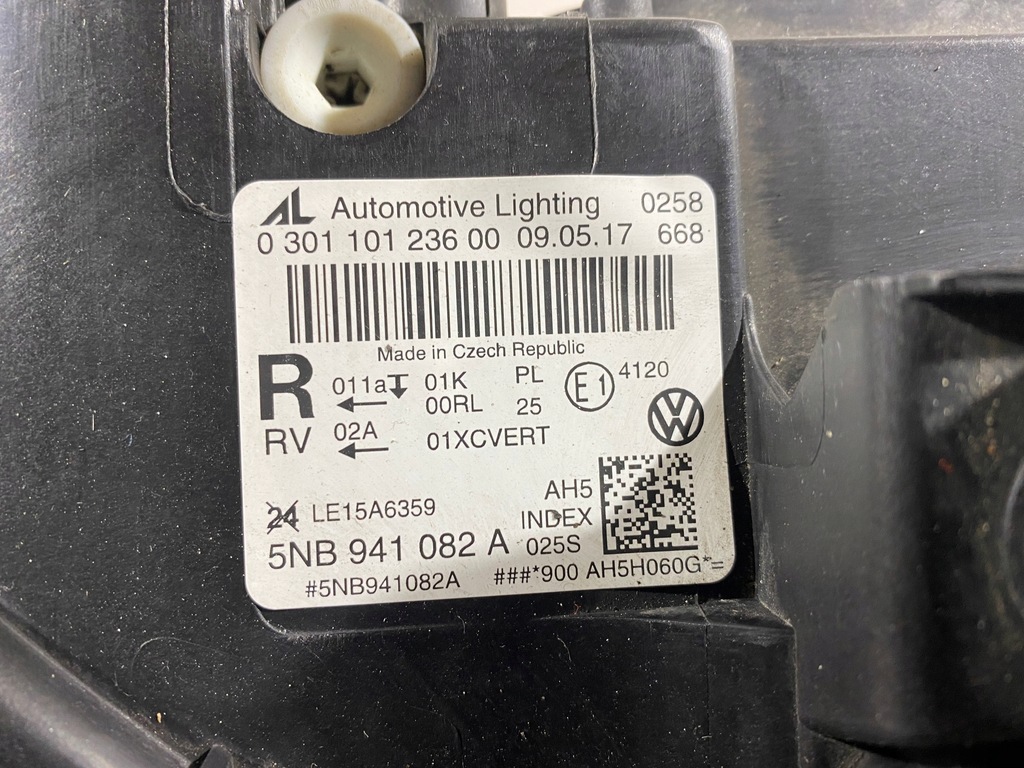 AL Automotive Lighting 0258
0 301 101 236 00 09.05.17 668
Made in Czech Republic
R 011a 01K PL E1 4120
00RL 25
RV 02A 01XCVERT
24 LE15A6359 AH5
INDEX
5NB 941 082 A 025S
#5NB941082A ###*900 AH5H060G*=